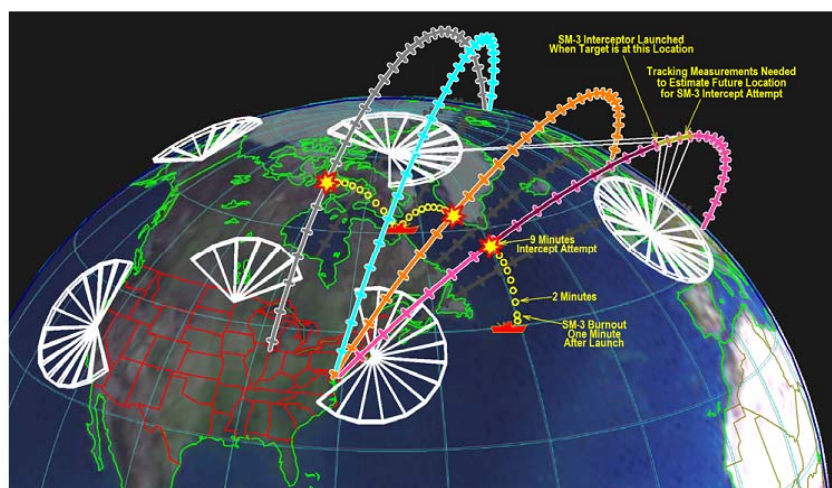 SM-3 Interceptor Launched
When Target is at this Location
Tracking Measurements Needed
to Estimate Future Location
for SM-3 Intercept Attempt
9 Minutes
Intercept Attempt
2 Minutes
SM-3 Burnout
One Minute
After Launch